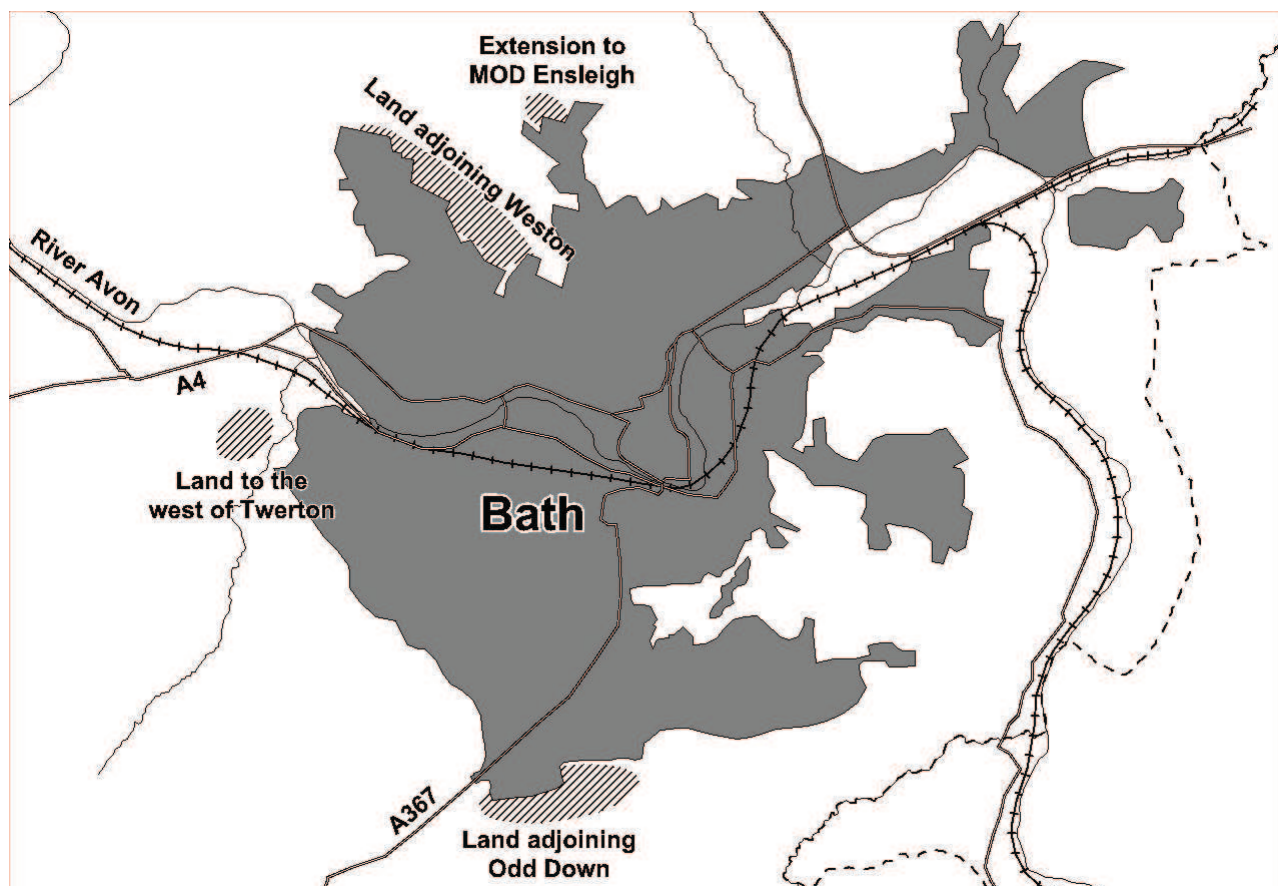 Extension to
MOD Ensleigh
Land adjoining Weston
River Avon
A4
Land to the
west of Twerton
Bath
A367
Land adjoining
Odd Down